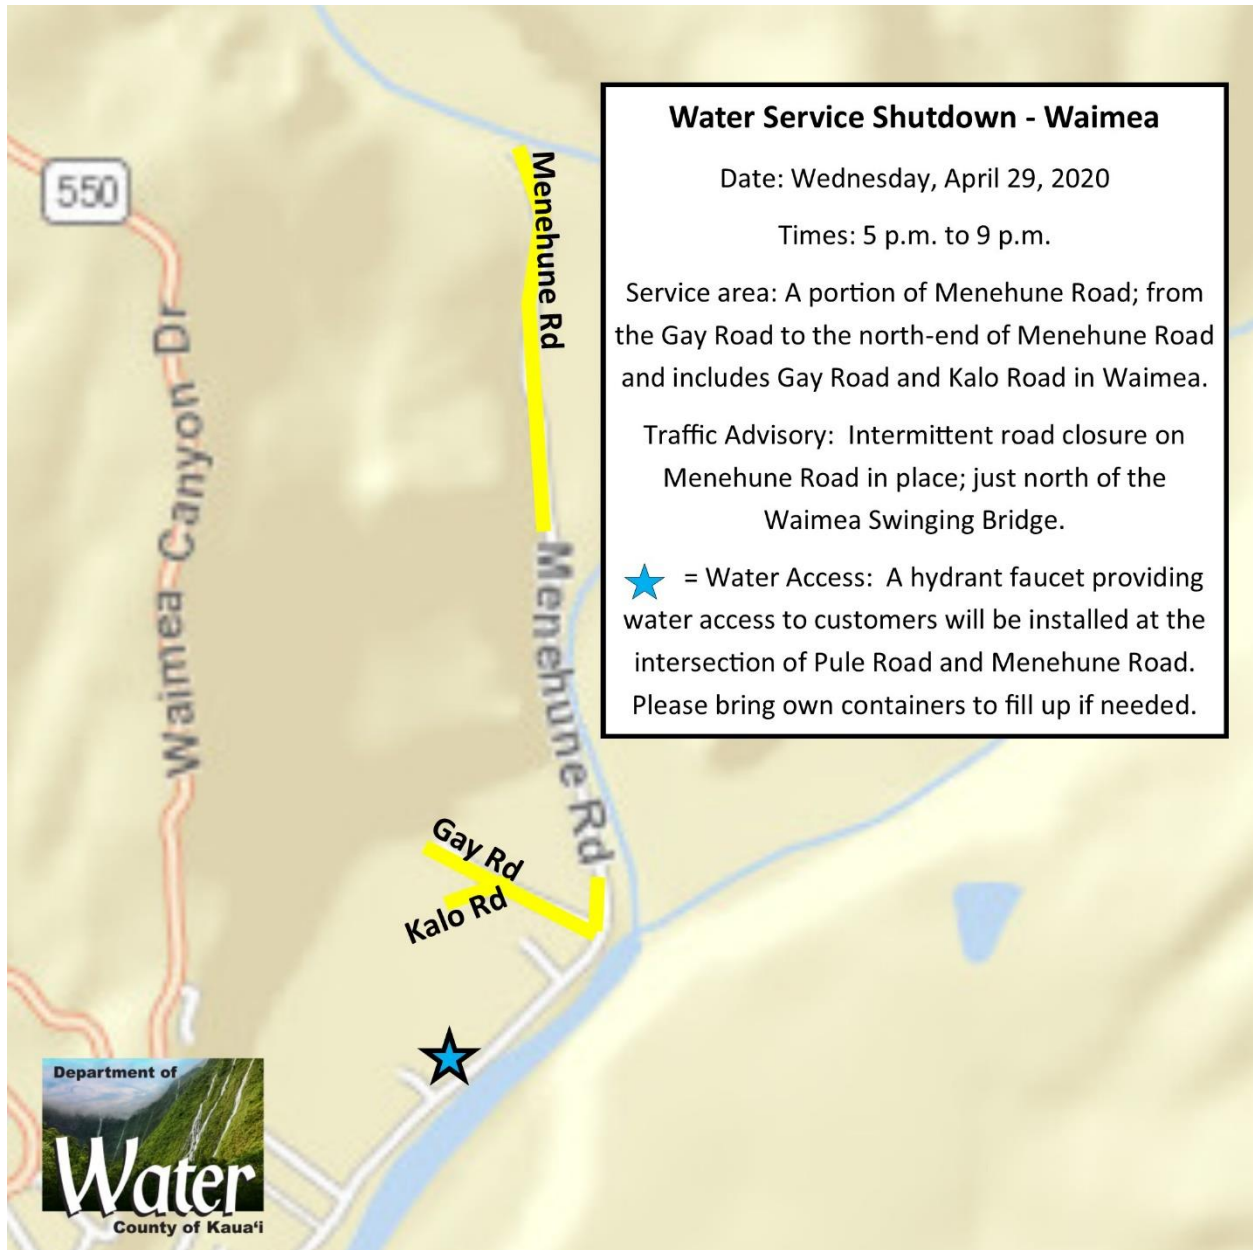 Water Service Shutdown - Waimea
Date: Wednesday, April 29, 2020
Times: 5 p.m. to 9 p.m.
Service area: A portion of Menehune Road; from
the Gay Road to the north-end of Menehune Road
and includes Gay Road and Kalo Road in Waimea.
Traffic Advisory: Intermittent road closure on
Menehune Road in place; just north of the
Waimea Swinging Bridge.
= Water Access: A hydrant faucet providing
water access to customers will be installed at the
intersection of Pule Road and Menehune Road.
Please bring own containers to fill up if needed.
550
Waimea Canyon Dr
Menehune Rd
Menehune Rd
Gay Rd
Kalo Rd
Department of
Water
County of Kauaʻi